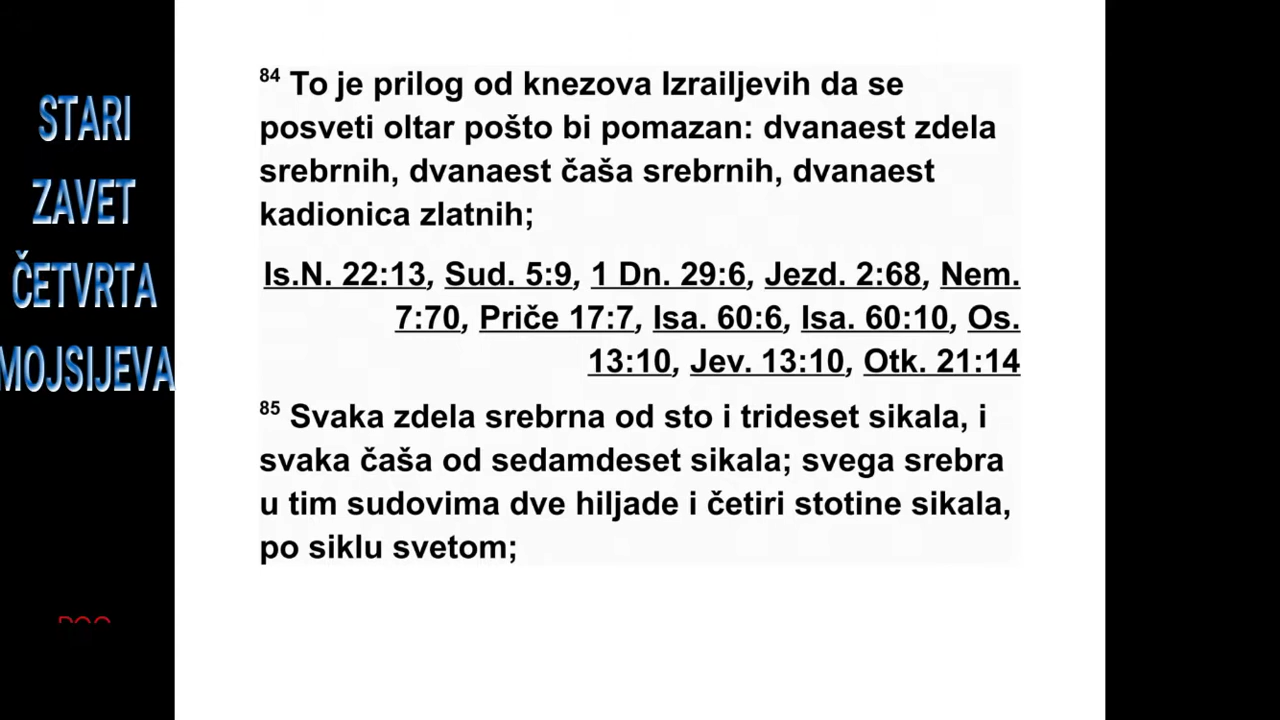 STARI
ZAVET
ČETVRTA
MOJSIJEVA
84 To je prilog od knezova Izrailjevih da se
posveti oltar pošto bi pomazan: dvanaest zdela
srebrnih, dvanaest čaša srebrnih, dvanaest
kadionica zlatnih;
Is.N. 22:13, Sud. 5:9, 1 Dn. 29:6, Jezd. 2:68, Nem.
7:70, Priče 17:7, Isa. 60:6, Isa. 60:10, Os.
13:10, Jev. 13:10, Otk. 21:14
85 Svaka zdela srebrna od sto i trideset sikala, i
svaka čaša od sedamdeset sikala; svega srebra
u tim sudovima dve hiljade i četiri stotine sikala,
po siklu svetom;